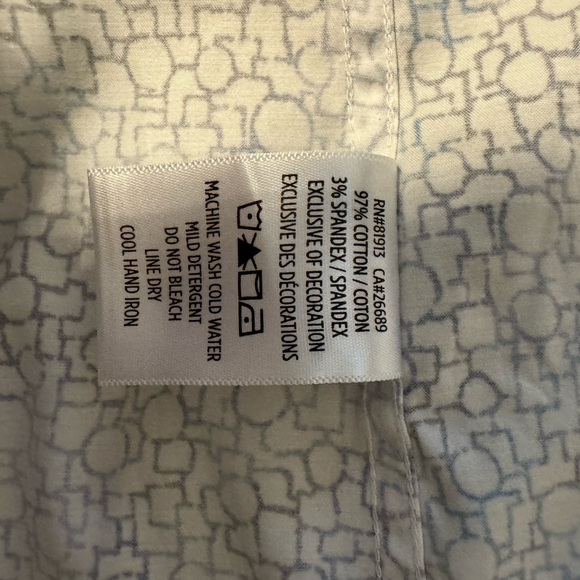 RN#81913 CA#26689
97% COTTON / COTON
3% SPANDEX / SPANDEX
EXCLUSIVE OF DECORATION
EXCLUSIVE DES DÉCORATIONS
MACHINE WASH COLD WATER
MILD DETERGENT
DO NOT BLEACH
LINE DRY
COOL HAND IRON